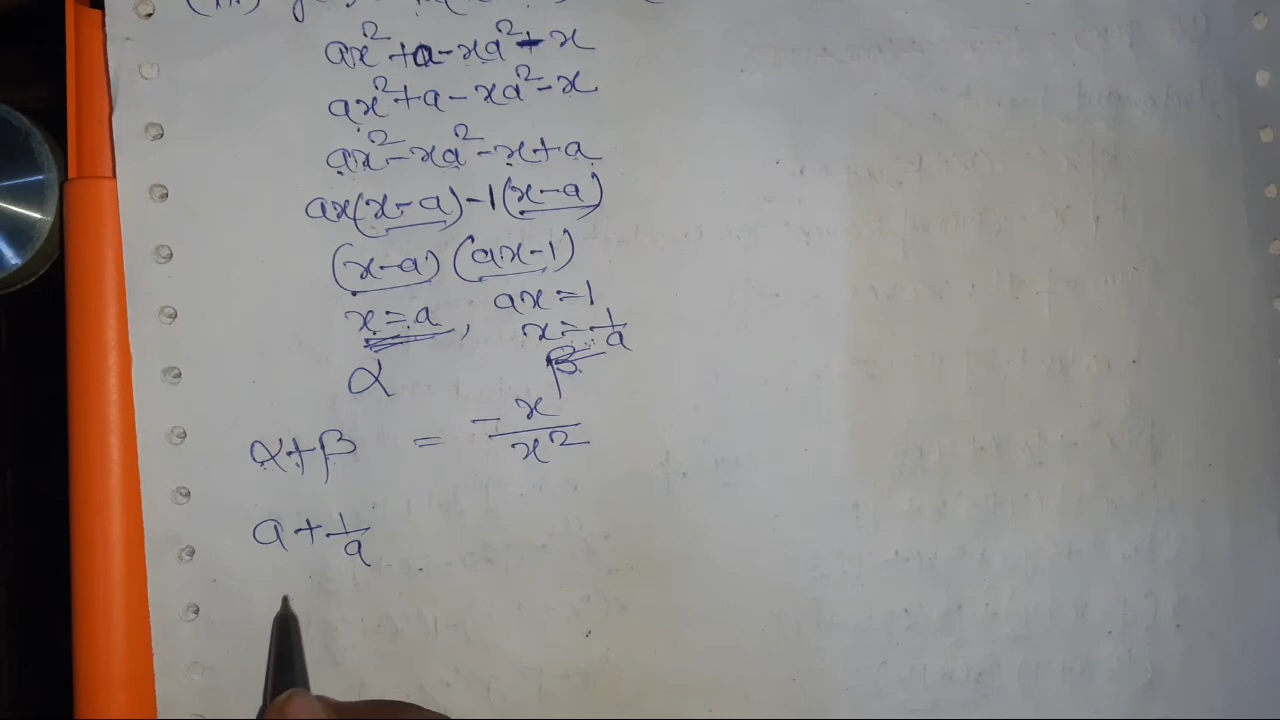 ax²+a-xa²+x
ax²+a-xa²-x
ax²-xa²-x+a
ax(x-a)-1(x-a)
(x-a) (ax-1)
ax=1
x=a, x=1/a
α β
α+β = -x/x²
a+1/a